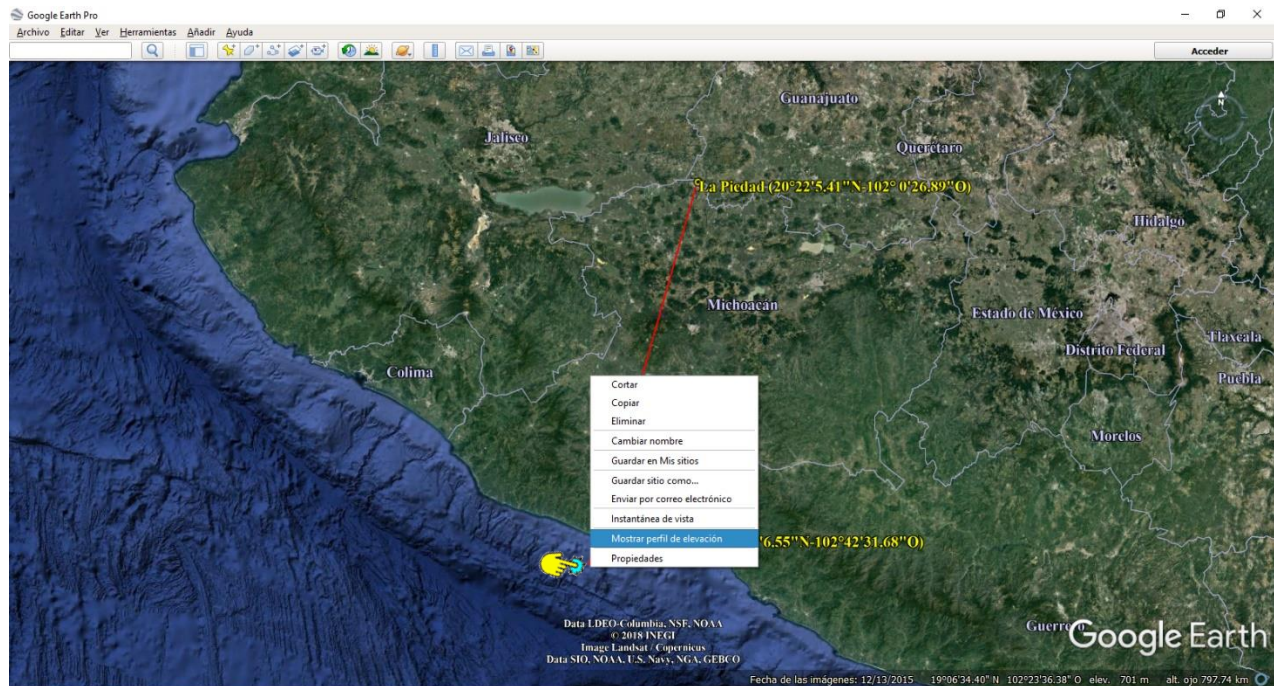 Google Earth Pro
Archivo Editar Ver Herramientas Añadir Ayuda
Acceder
Guanajuato
N
Jalisco
Querétaro
La Piedad (20°22'5.41"N-102° 0'26.89"O)
Hidalgo
Michoacán
Estado de México
Tlaxcala
Distrito Federal
Colima
Puebla
Cortar
Copiar
Eliminar
Cambiar nombre
Morelos
Guardar en Mis sitios
Guardar sitio como...
Enviar por correo electrónico
Instantánea de vista
Mostrar perfil de elevación
'6.55"N-102°42'31.68"O)
Propiedades
Data LDEO-Columbia, NSF, NOAA
© 2018 INEGI
Image Landsat / Copernicus
Data SIO, NOAA, U.S. Navy, NGA, GEBCO
Guerrero
Google Earth
Fecha de las imágenes: 12/13/2015 19°06'34.40" N 102°23'36.38" O elev. 701 m alt. ojo 797.74 km